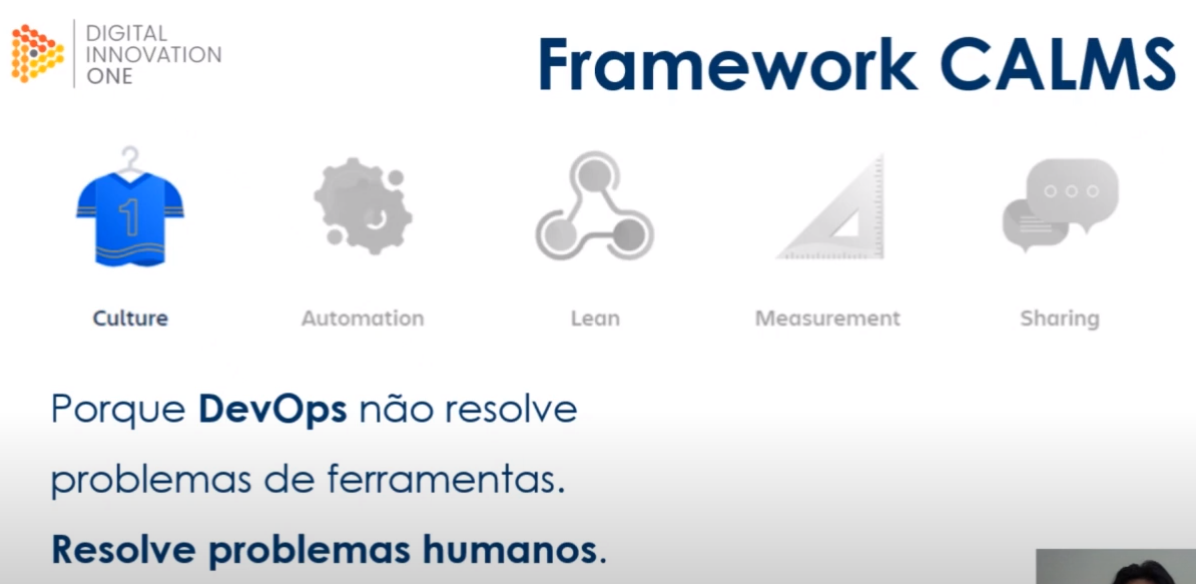 DIGITAL
INNOVATION
ONE
Framework CALMS
1
Culture
Automation
Lean
Measurement
Sharing
Porque DevOps não resolve
problemas de ferramentas.
Resolve problemas humanos.